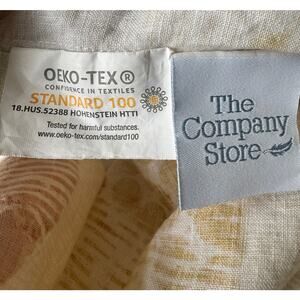 OEKO-TEX®
CONFIDENCE IN TEXTILES
STANDARD 100
18.HUS.52388 HOHENSTEIN HTTI
Tested for harmful substances.
www.oeko-tex.com/standard100
The
Company
Store